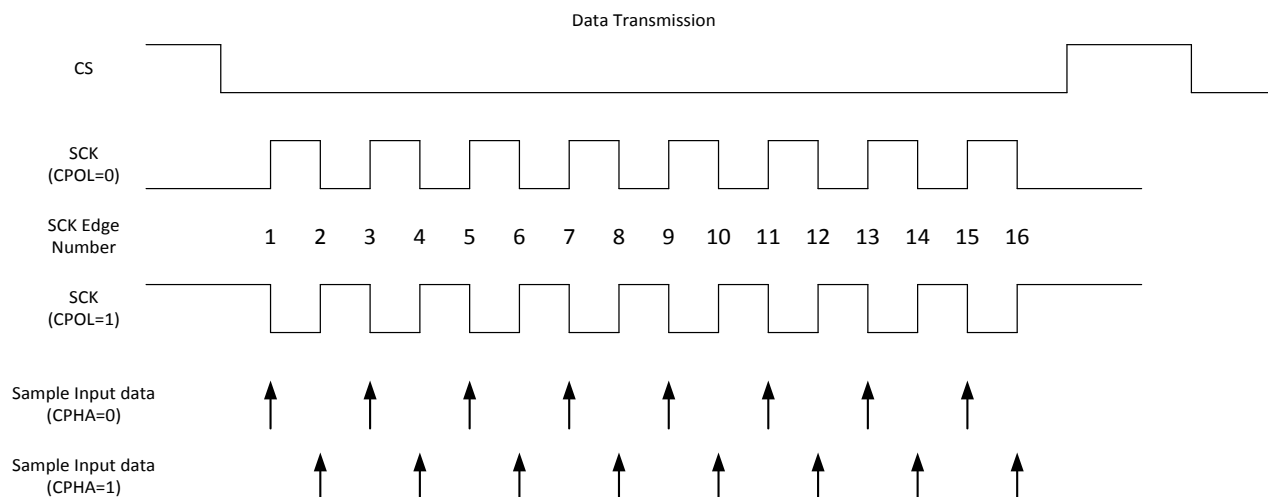 Data Transmission
CS
SCK
(CPOL=0)
SCK Edge
Number
1 2 3 4 5 6 7 8 9 10 11 12 13 14 15 16
SCK
(CPOL=1)
Sample Input data
(CPHA=0)
Sample Input data
(CPHA=1)